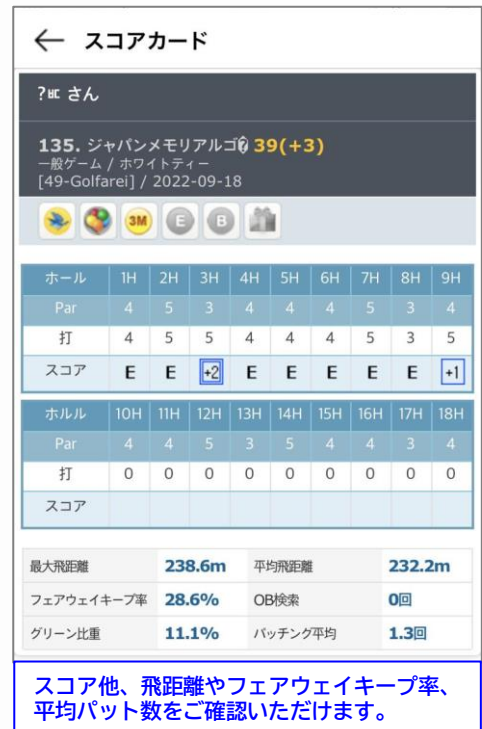 ← スコアカード
?ᄠᄃ さん
135. ジャパンメモリアルゴ� 39(+3)
一般ゲーム / ホワイトティー
[49-Golfarei] / 2022-09-18
3M E B
ホール 1H 2H 3H 4H 5H 6H 7H 8H 9H
Par 4 5 3 4 4 4 5 3 4
打 4 5 5 4 4 4 5 3 5
スコア E E +2 E E E E E +1
ホルル 10H 11H 12H 13H 14H 15H 16H 17H 18H
Par 4 4 5 3 5 4 4 3 4
打 0 0 0 0 0 0 0 0 0
スコア
最大飛距離 238.6m 平均飛距離 232.2m
フェアウェイキープ率 28.6% OB検索 0回
グリーン比重 11.1% パッチング平均 1.3回
スコア他、飛距離やフェアウェイキープ率、
平均パット数をご確認いただけます。